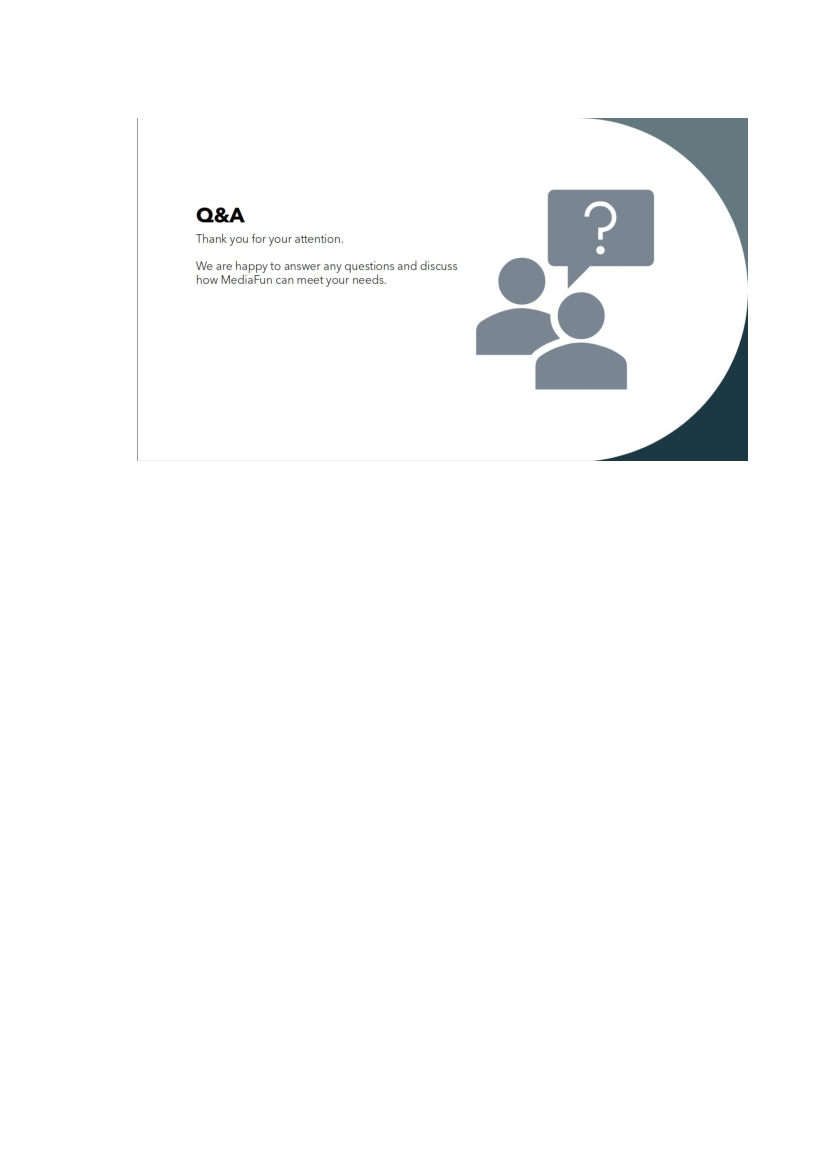 Q&A
Thank you for your attention.
We are happy to answer any questions and discuss
how MediaFun can meet your needs.
?